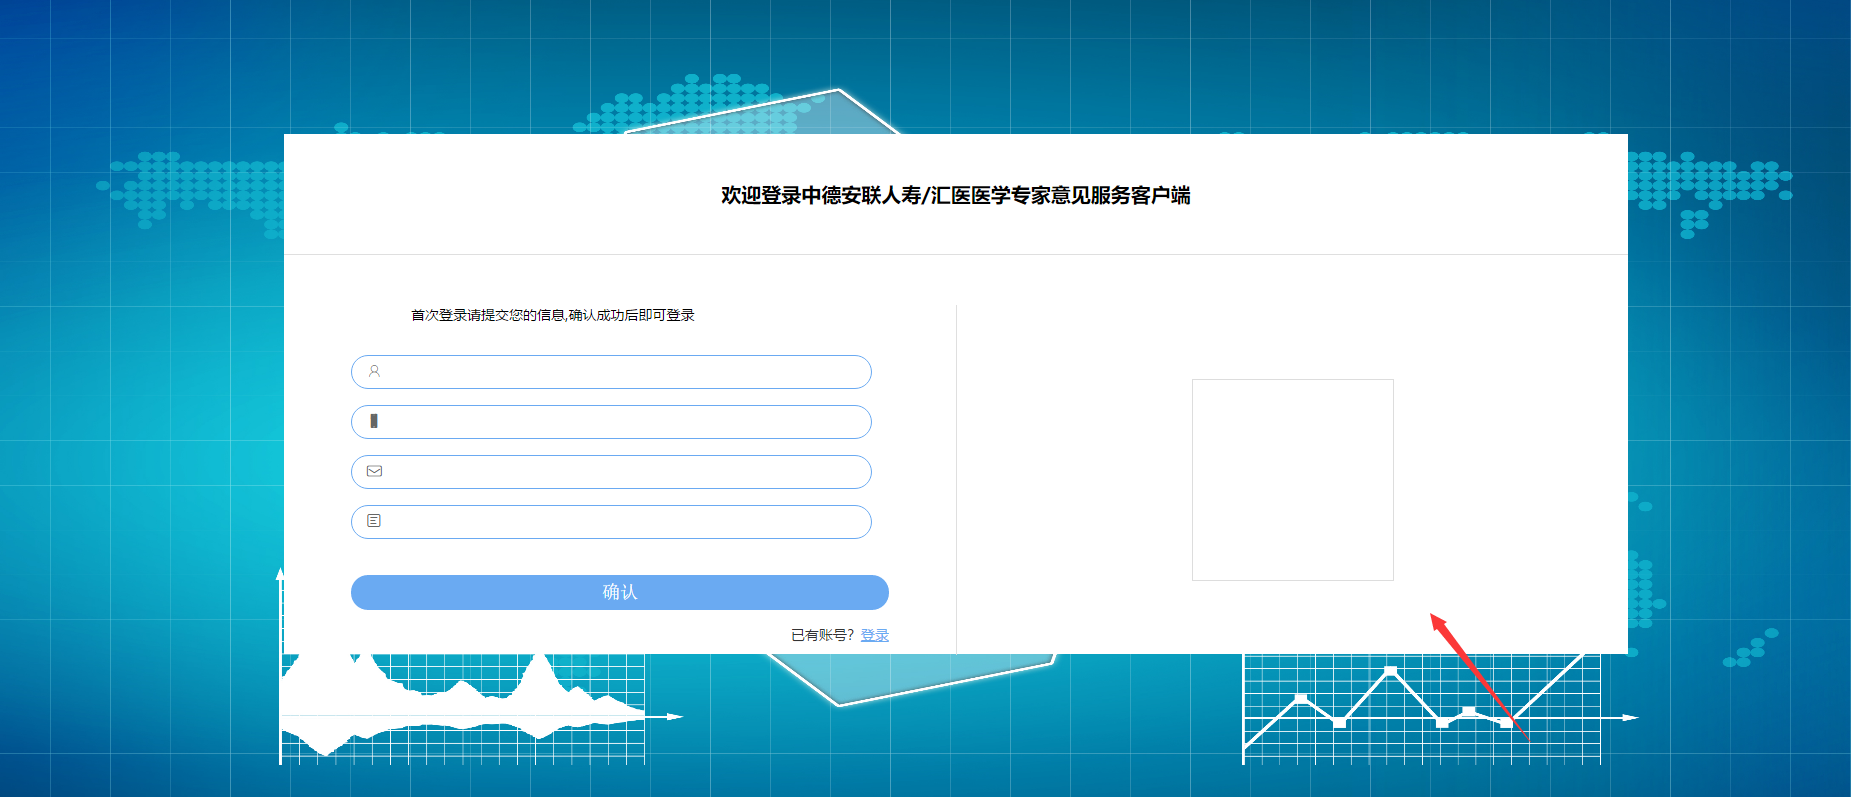 欢迎登录中德安联人寿/汇医医学专家意见服务客户端
首次登录请提交您的信息,确认成功后即可登录
确认
已有账号？登录